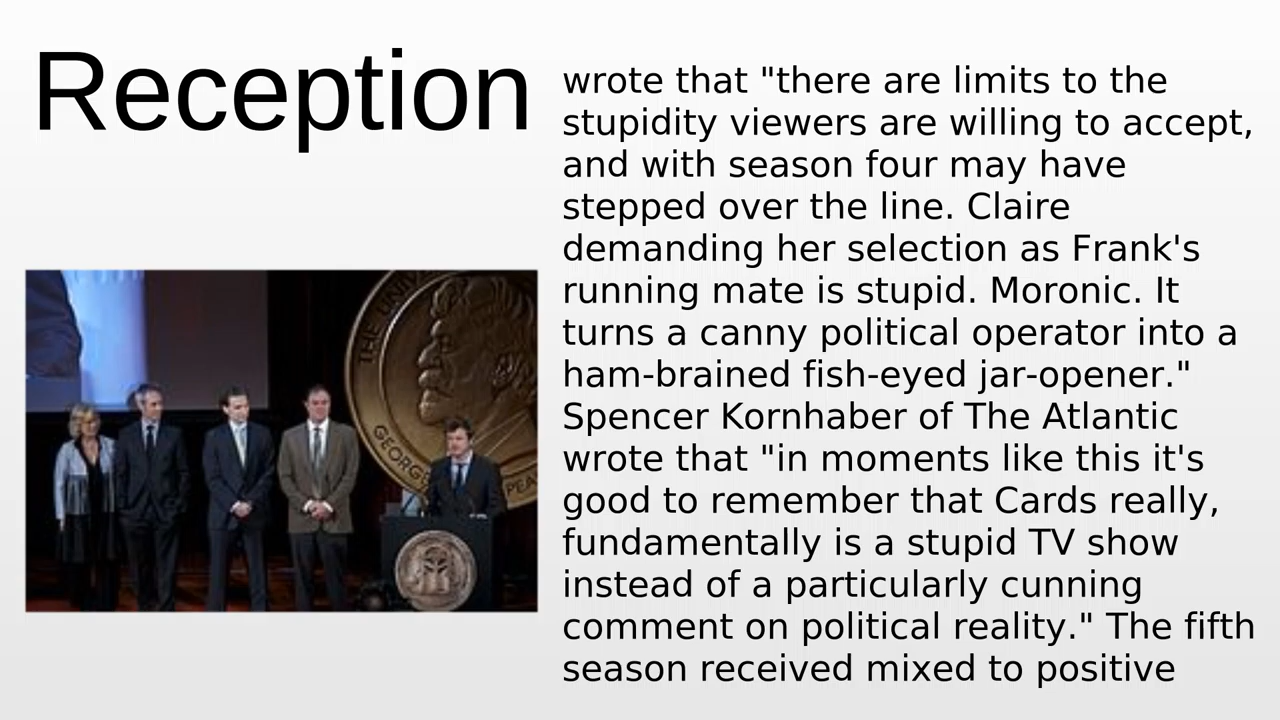 Reception
wrote that "there are limits to the
stupidity viewers are willing to accept,
and with season four may have
stepped over the line. Claire
demanding her selection as Frank's
running mate is stupid. Moronic. It
turns a canny political operator into a
ham-brained fish-eyed jar-opener."
Spencer Kornhaber of The Atlantic
wrote that "in moments like this it's
good to remember that Cards really,
fundamentally is a stupid TV show
instead of a particularly cunning
comment on political reality." The fifth
season received mixed to positive
THE UNIV
GEORGE
PEA